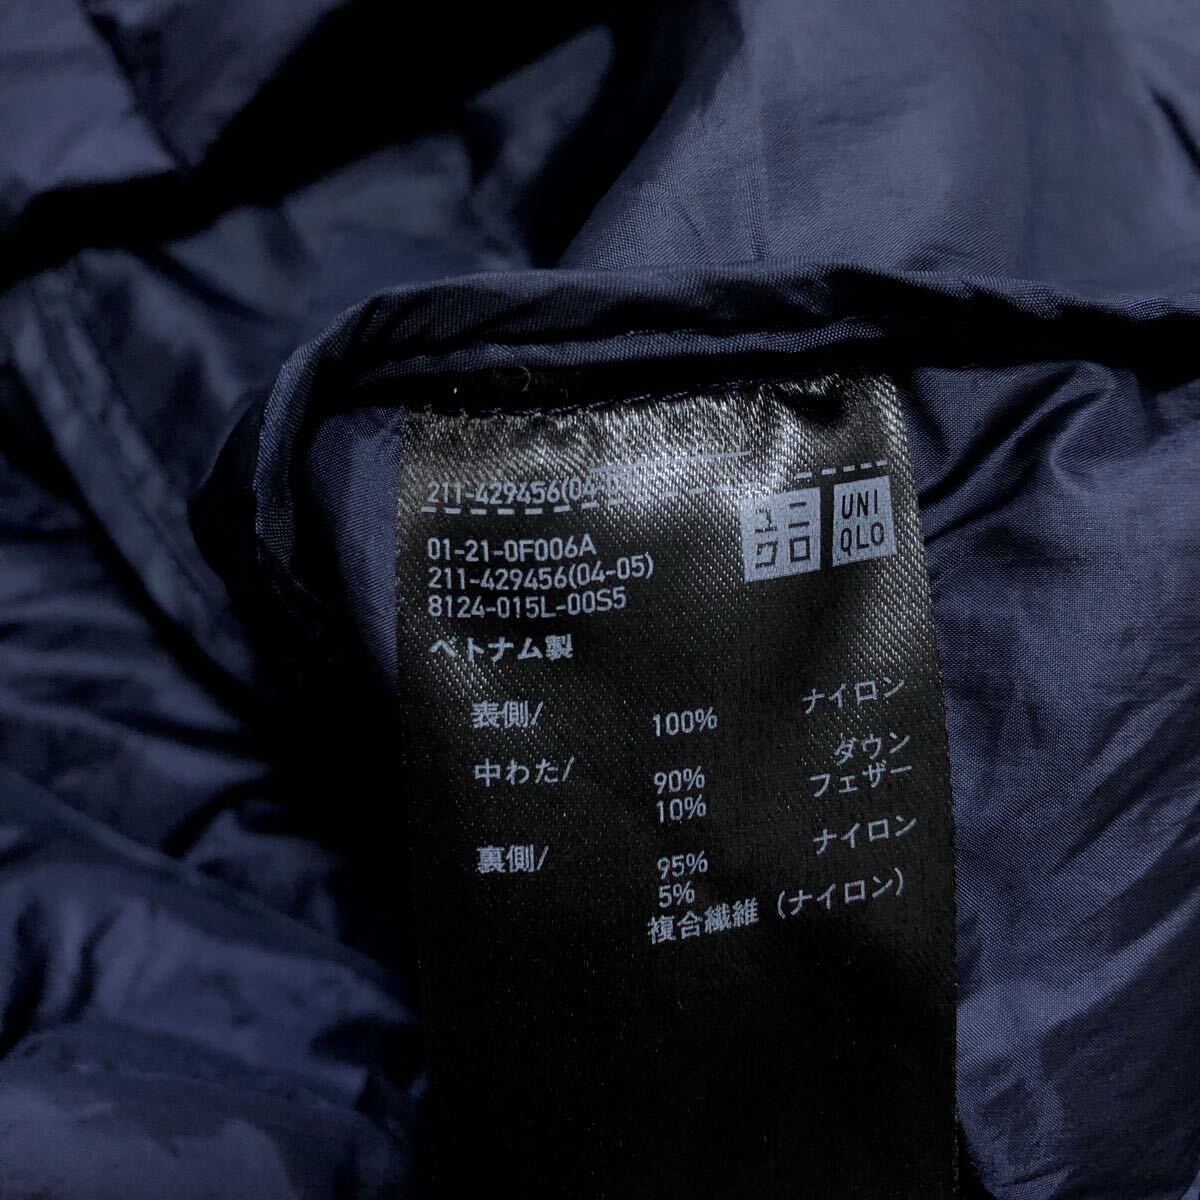 211-429456(04-0
ユニ
クロ
UNI
QLO
01-21-0F006A
211-429456(04-05)
8124-015L-00S5
ベトナム製
表側/ 100% ナイロン
中わた/ 90% ダウン
10% フェザー
裏側/ 95% ナイロン
5%
複合繊維 (ナイロン)